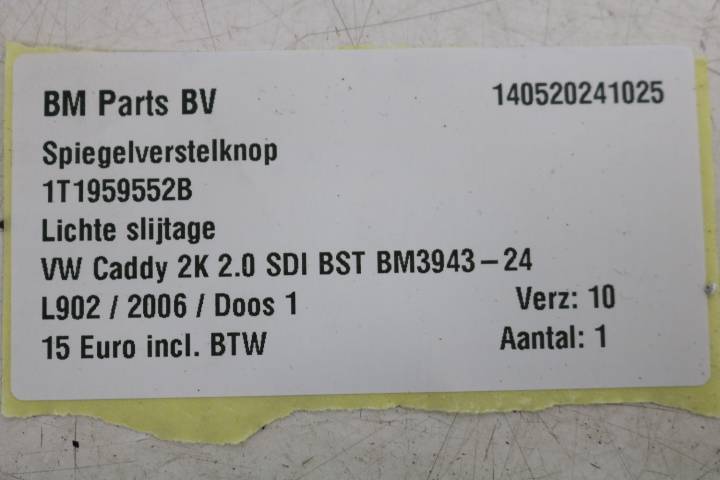 BM Parts BV 140520241025
Spiegelverstelknop
1T1959552B
Lichte slijtage
VW Caddy 2K 2.0 SDI BST BM3943-24
L902 / 2006 / Doos 1 Verz: 10
15 Euro incl. BTW Aantal: 1